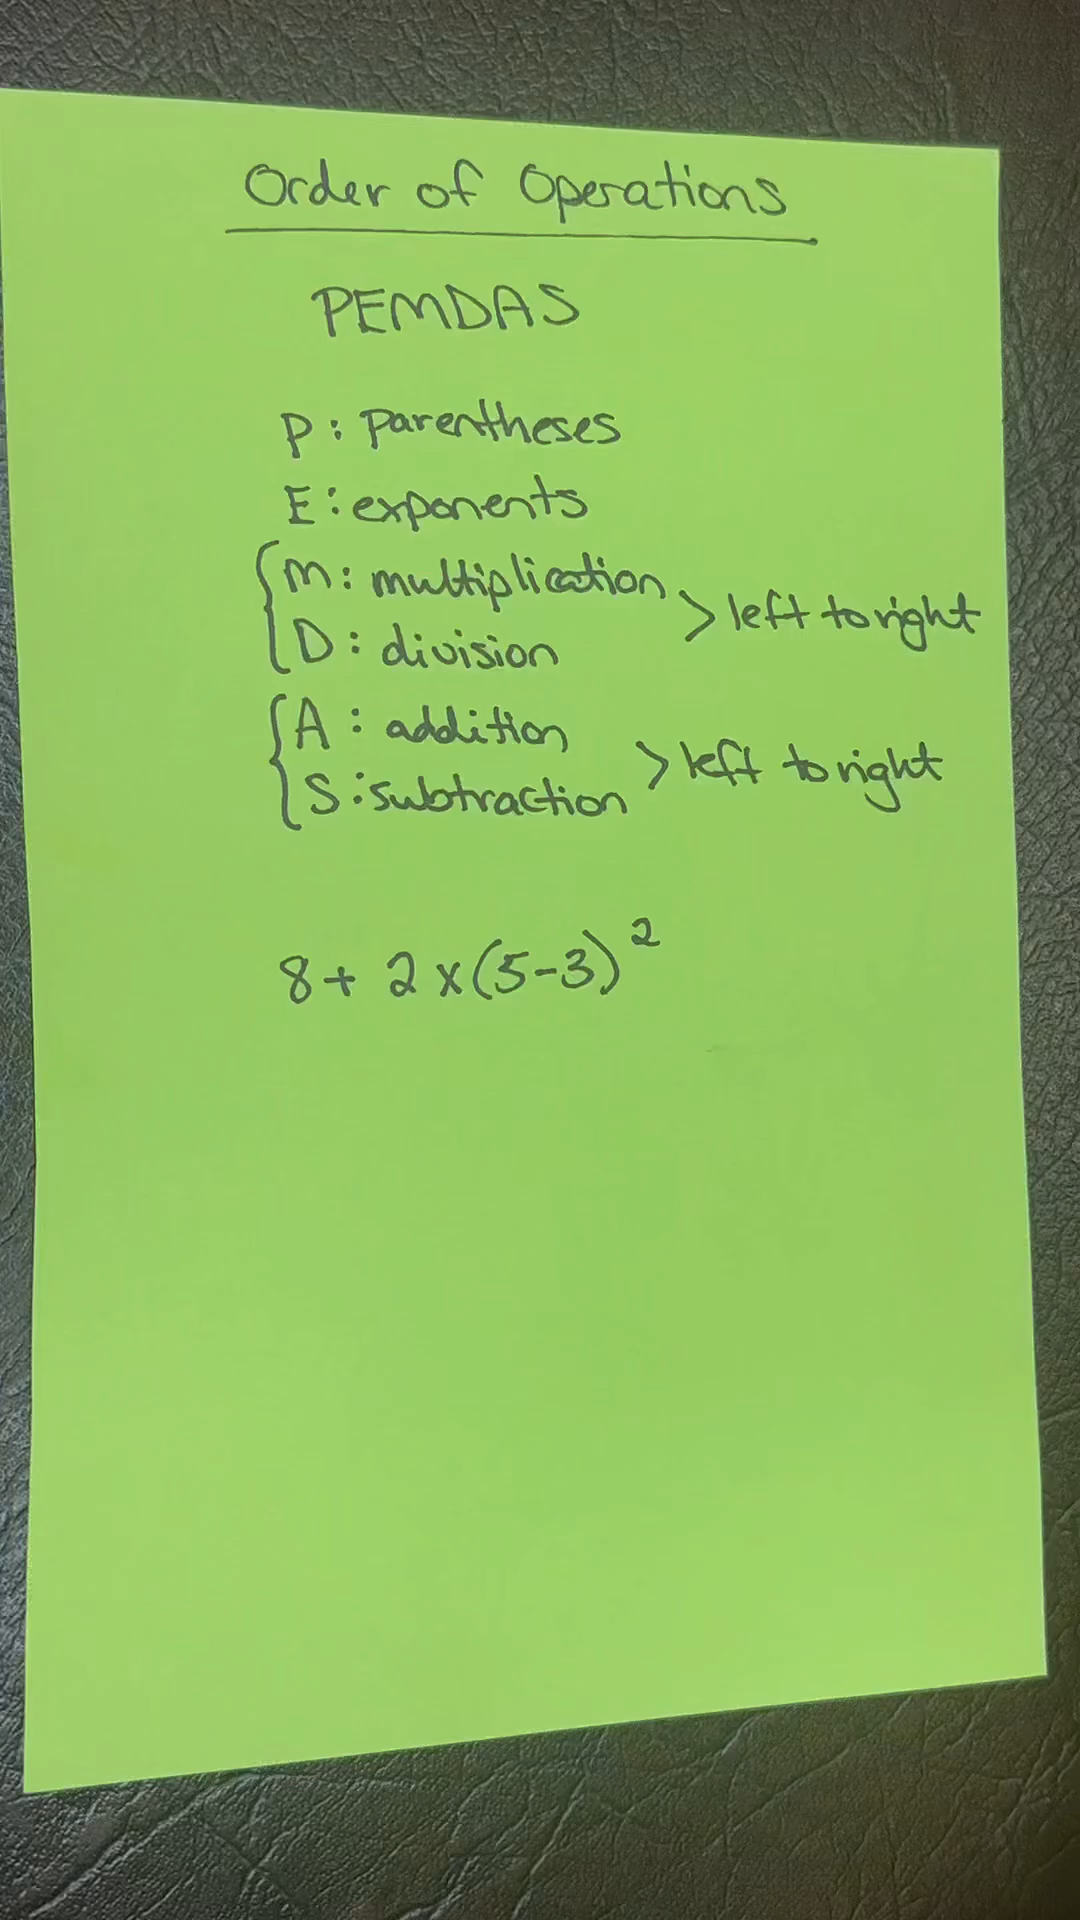 Order of Operations
PEMDAS
P: parentheses
E: exponents
M: multiplication
D: division
> left to right
A: addition
S: subtraction
> left to right
8 + 2 x (5-3)²